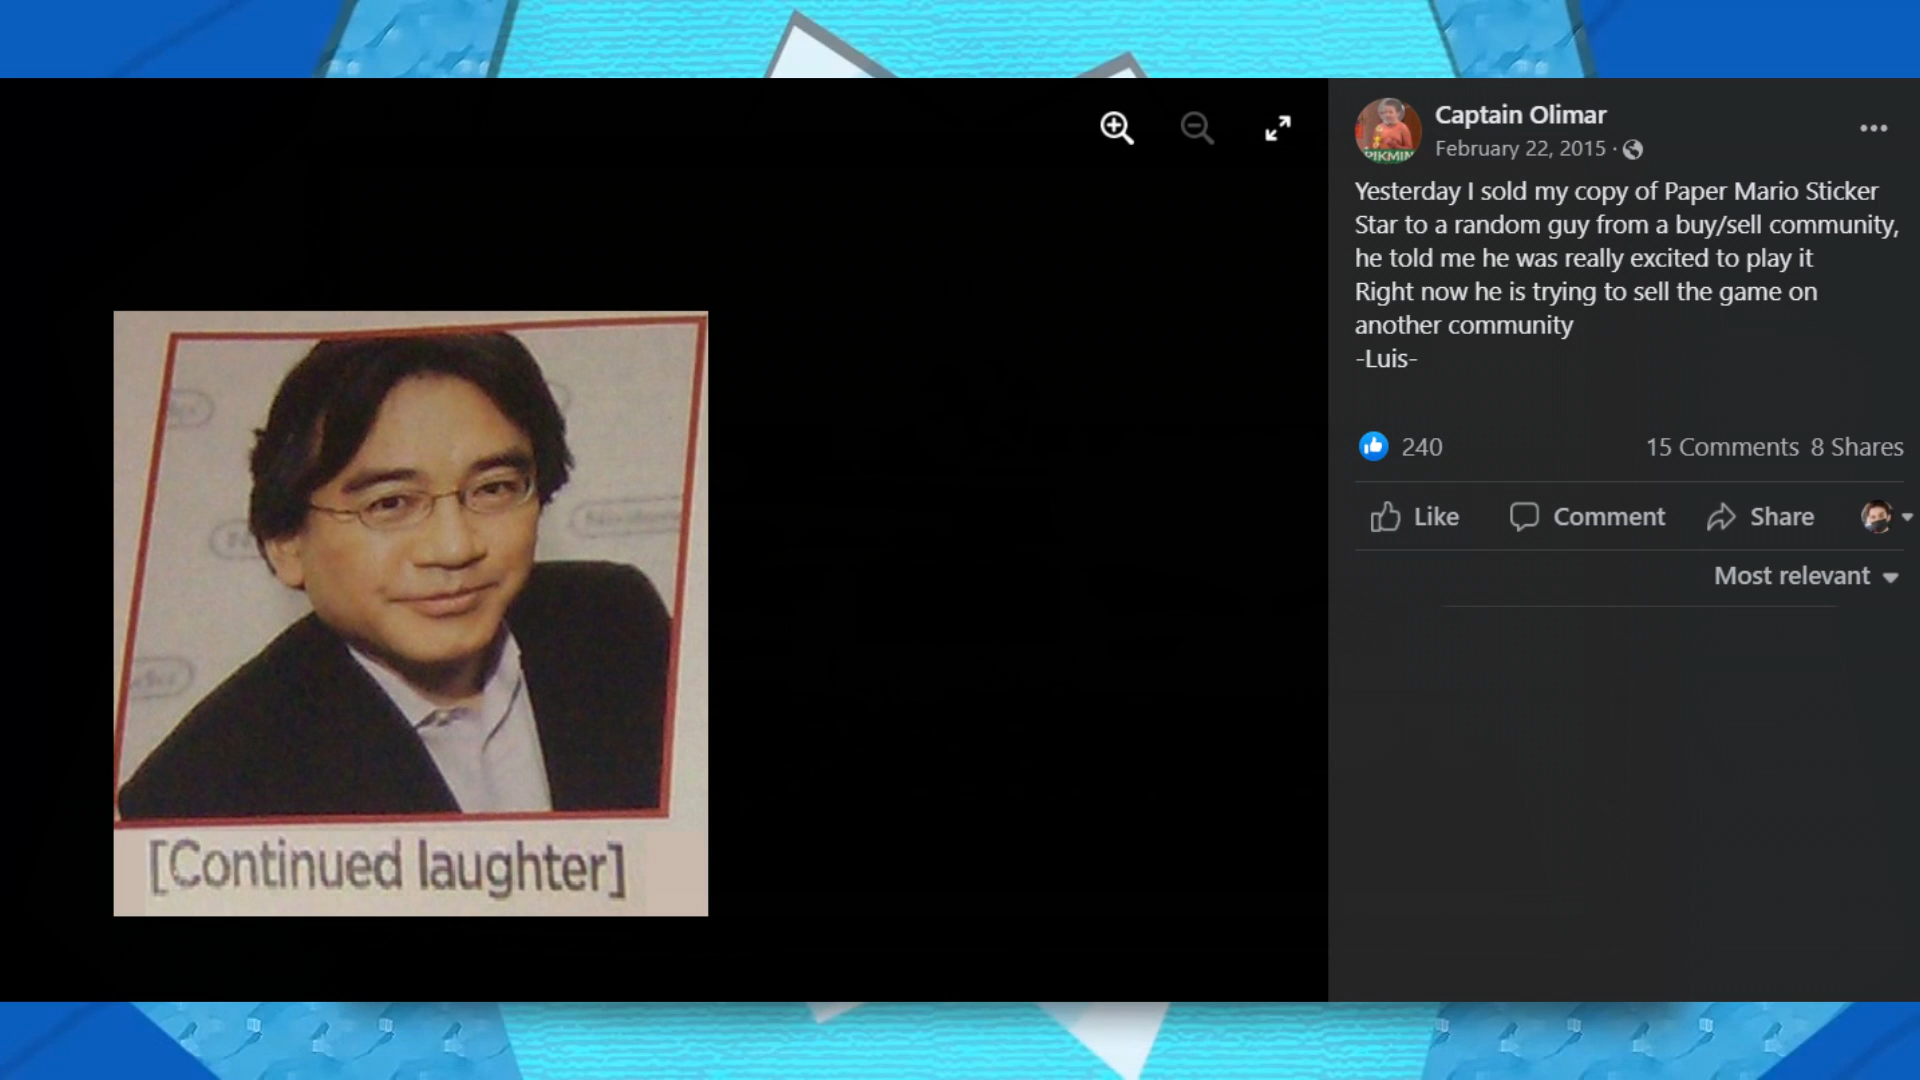 Captain Olimar
February 22, 2015 ·
Yesterday I sold my copy of Paper Mario Sticker
Star to a random guy from a buy/sell community,
he told me he was really excited to play it
Right now he is trying to sell the game on
another community
-Luis-
240
15 Comments 8 Shares
Like
Comment
Share
Most relevant
PIKMIN
[Continued laughter]